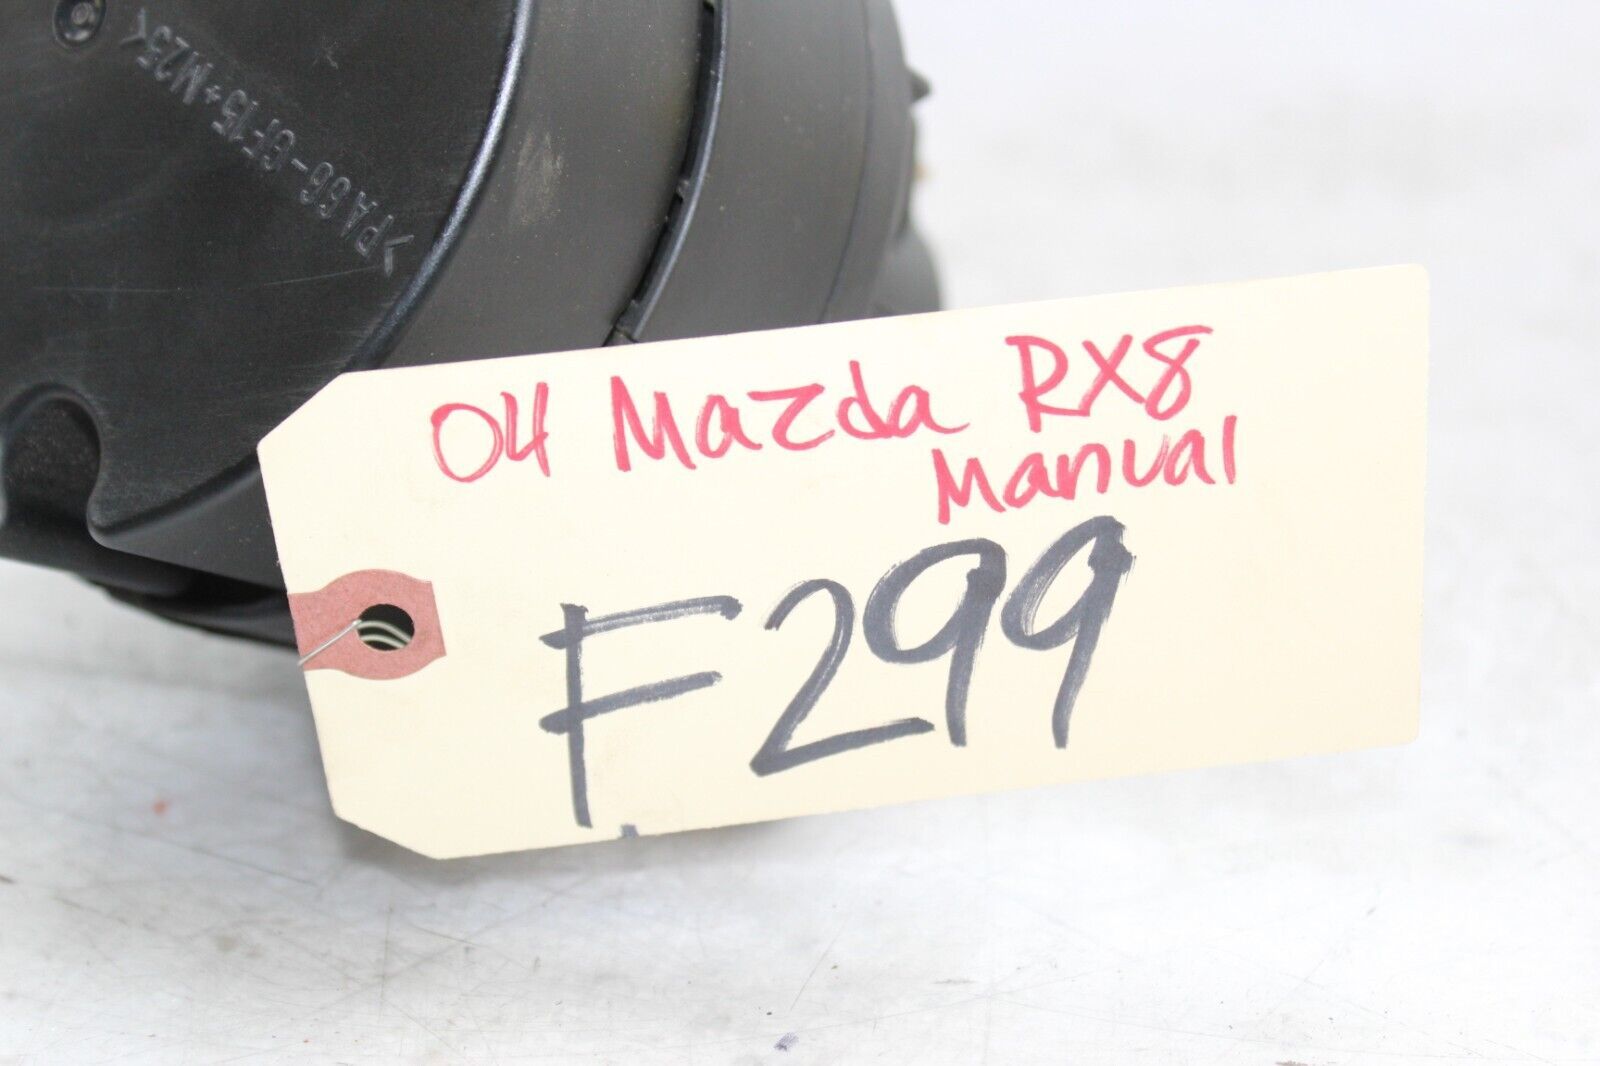 >PA66-GF15+M25<
04 Mazda RX8
Manual
F299